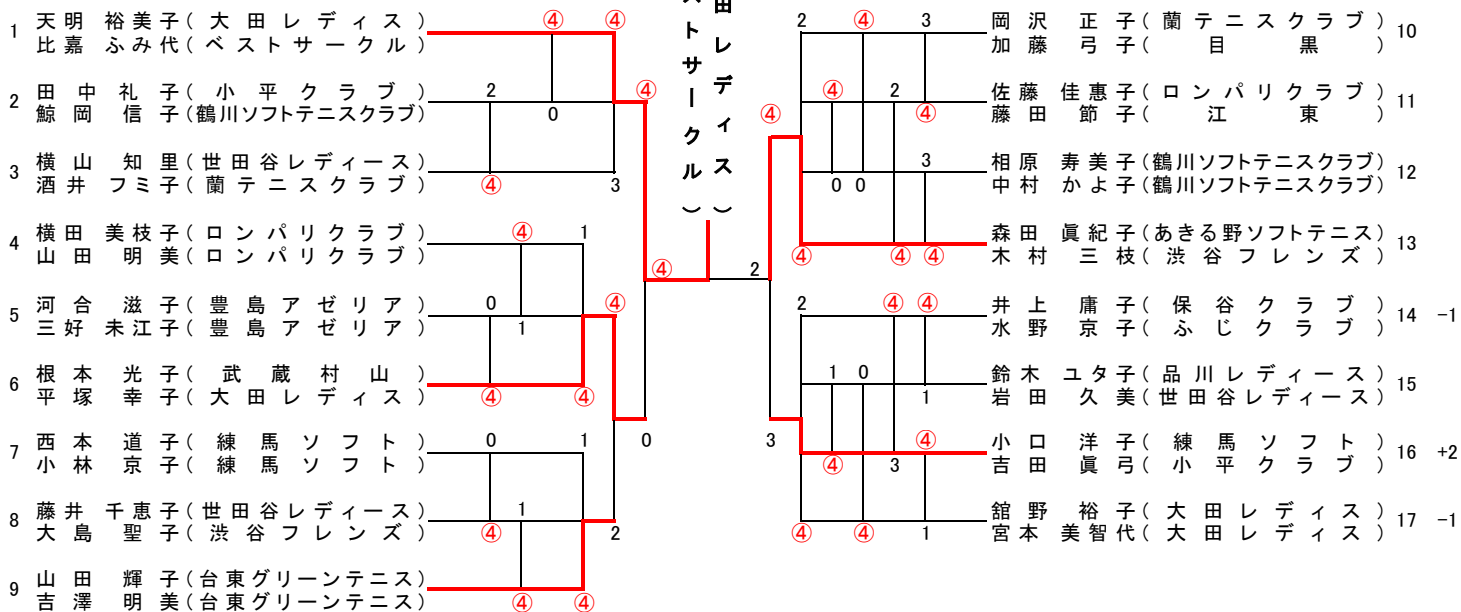 1 天明 裕美子(大田レディス)
比嘉 ふみ代(ベストサークル)
2 田中 礼子(小平クラブ)
鯨岡 信子(鶴川ソフトテニスクラブ)
3 横山 知里(世田谷レディース)
酒井 フミ子(蘭テニスクラブ)
4 横田 美枝子(ロンパリクラブ)
山田 明美(ロンパリクラブ)
5 河合 滋子(豊島アゼリア)
三好 未江子(豊島アゼリア)
6 根本 光子(武蔵村山)
平塚 幸子(大田レディス)
7 西本 道子(練馬ソフト)
小林 京子(練馬ソフト)
8 藤井 千恵子(世田谷レディース)
大島 聖子(渋谷フレンズ)
9 山田 輝子(台東グリーンテニス)
吉澤 明美(台東グリーンテニス)
④ ④
2 ④
0
④ 3
④ 1
0 ④
1
④ ④
0 1
1
④ 2
④ ④
④ 2
0 3
田レディス)
ストサークル)
2 ④ 3
④ 2 ④
④
0 0 3
④ ④ ④
2 ④ ④
1 0 1
④ 3 ④
④ ④ 1
岡沢 正子(蘭テニスクラブ) 10
加藤 弓子(目黒)
佐藤 佳惠子(ロンパリクラブ) 11
藤田 節子(江東)
相原 寿美子(鶴川ソフトテニスクラブ) 12
中村 かよ子(鶴川ソフトテニスクラブ)
森田 眞紀子(あきる野ソフトテニス) 13
木村 三枝(渋谷フレンズ)
井上 庸子(保谷クラブ) 14 -1
水野 京子(ふじクラブ)
鈴木 ユタ子(品川レディース) 15
岩田 久美(世田谷レディース)
小口 洋子(練馬ソフト) 16 +2
吉田 眞弓(小平クラブ)
舘野 裕子(大田レディス) 17 -1
宮本 美智代(大田レディス)